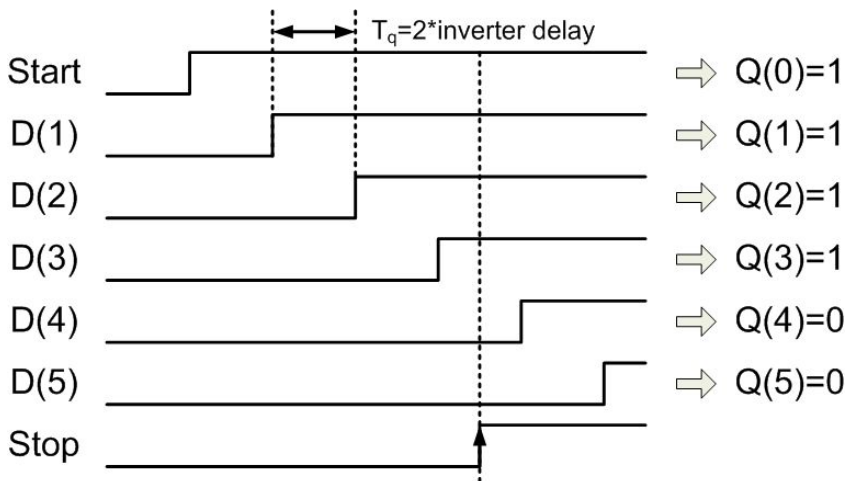 Tq=2*inverter delay
Start Q(0)=1
D(1) Q(1)=1
D(2) Q(2)=1
D(3) Q(3)=1
D(4) Q(4)=0
D(5) Q(5)=0
Stop